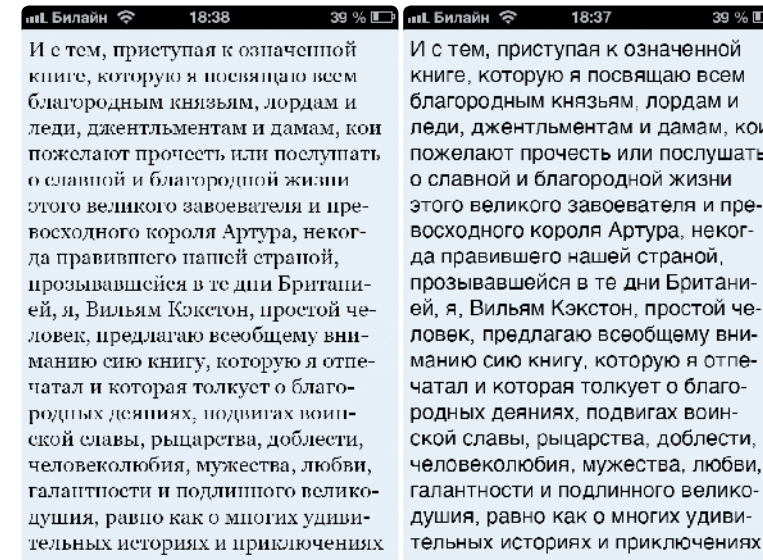 Билайн 18:38 39 %
И с тем, приступая к означенной
книге, которую я посвящаю всем
благородным князьям, лордам и
леди, джентльментам и дамам, кои
пожелают прочесть или послушать
о славной и благородной жизни
этого великого завоевателя и пре-
восходного короля Артура, неког-
да правившего нашей страной,
прозывавшейся в те дни Британи-
ей, я, Вильям Кэкстон, простой че-
ловек, предлагаю всеобщему вни-
манию сию книгу, которую я отпе-
чатал и которая толкует о благо-
родных деяниях, подвигах воин-
ской славы, рыцарства, доблести,
человеколюбия, мужества, любви,
галантности и подлинного велико-
душия, равно как о многих удиви-
тельных историях и приключениях
Билайн 18:37 39 %
И с тем, приступая к означенной
книге, которую я посвящаю всем
благородным князьям, лордам и
леди, джентльментам и дамам, кои
пожелают прочесть или послушать
о славной и благородной жизни
этого великого завоевателя и пре-
восходного короля Артура, неког-
да правившего нашей страной,
прозывавшейся в те дни Британи-
ей, я, Вильям Кэкстон, простой че-
ловек, предлагаю всеобщему вни-
манию сию книгу, которую я отпе-
чатал и которая толкует о благо-
родных деяниях, подвигах воин-
ской славы, рыцарства, доблести,
человеколюбия, мужества, любви,
галантности и подлинного велико-
душия, равно как о многих удиви-
тельных историях и приключениях